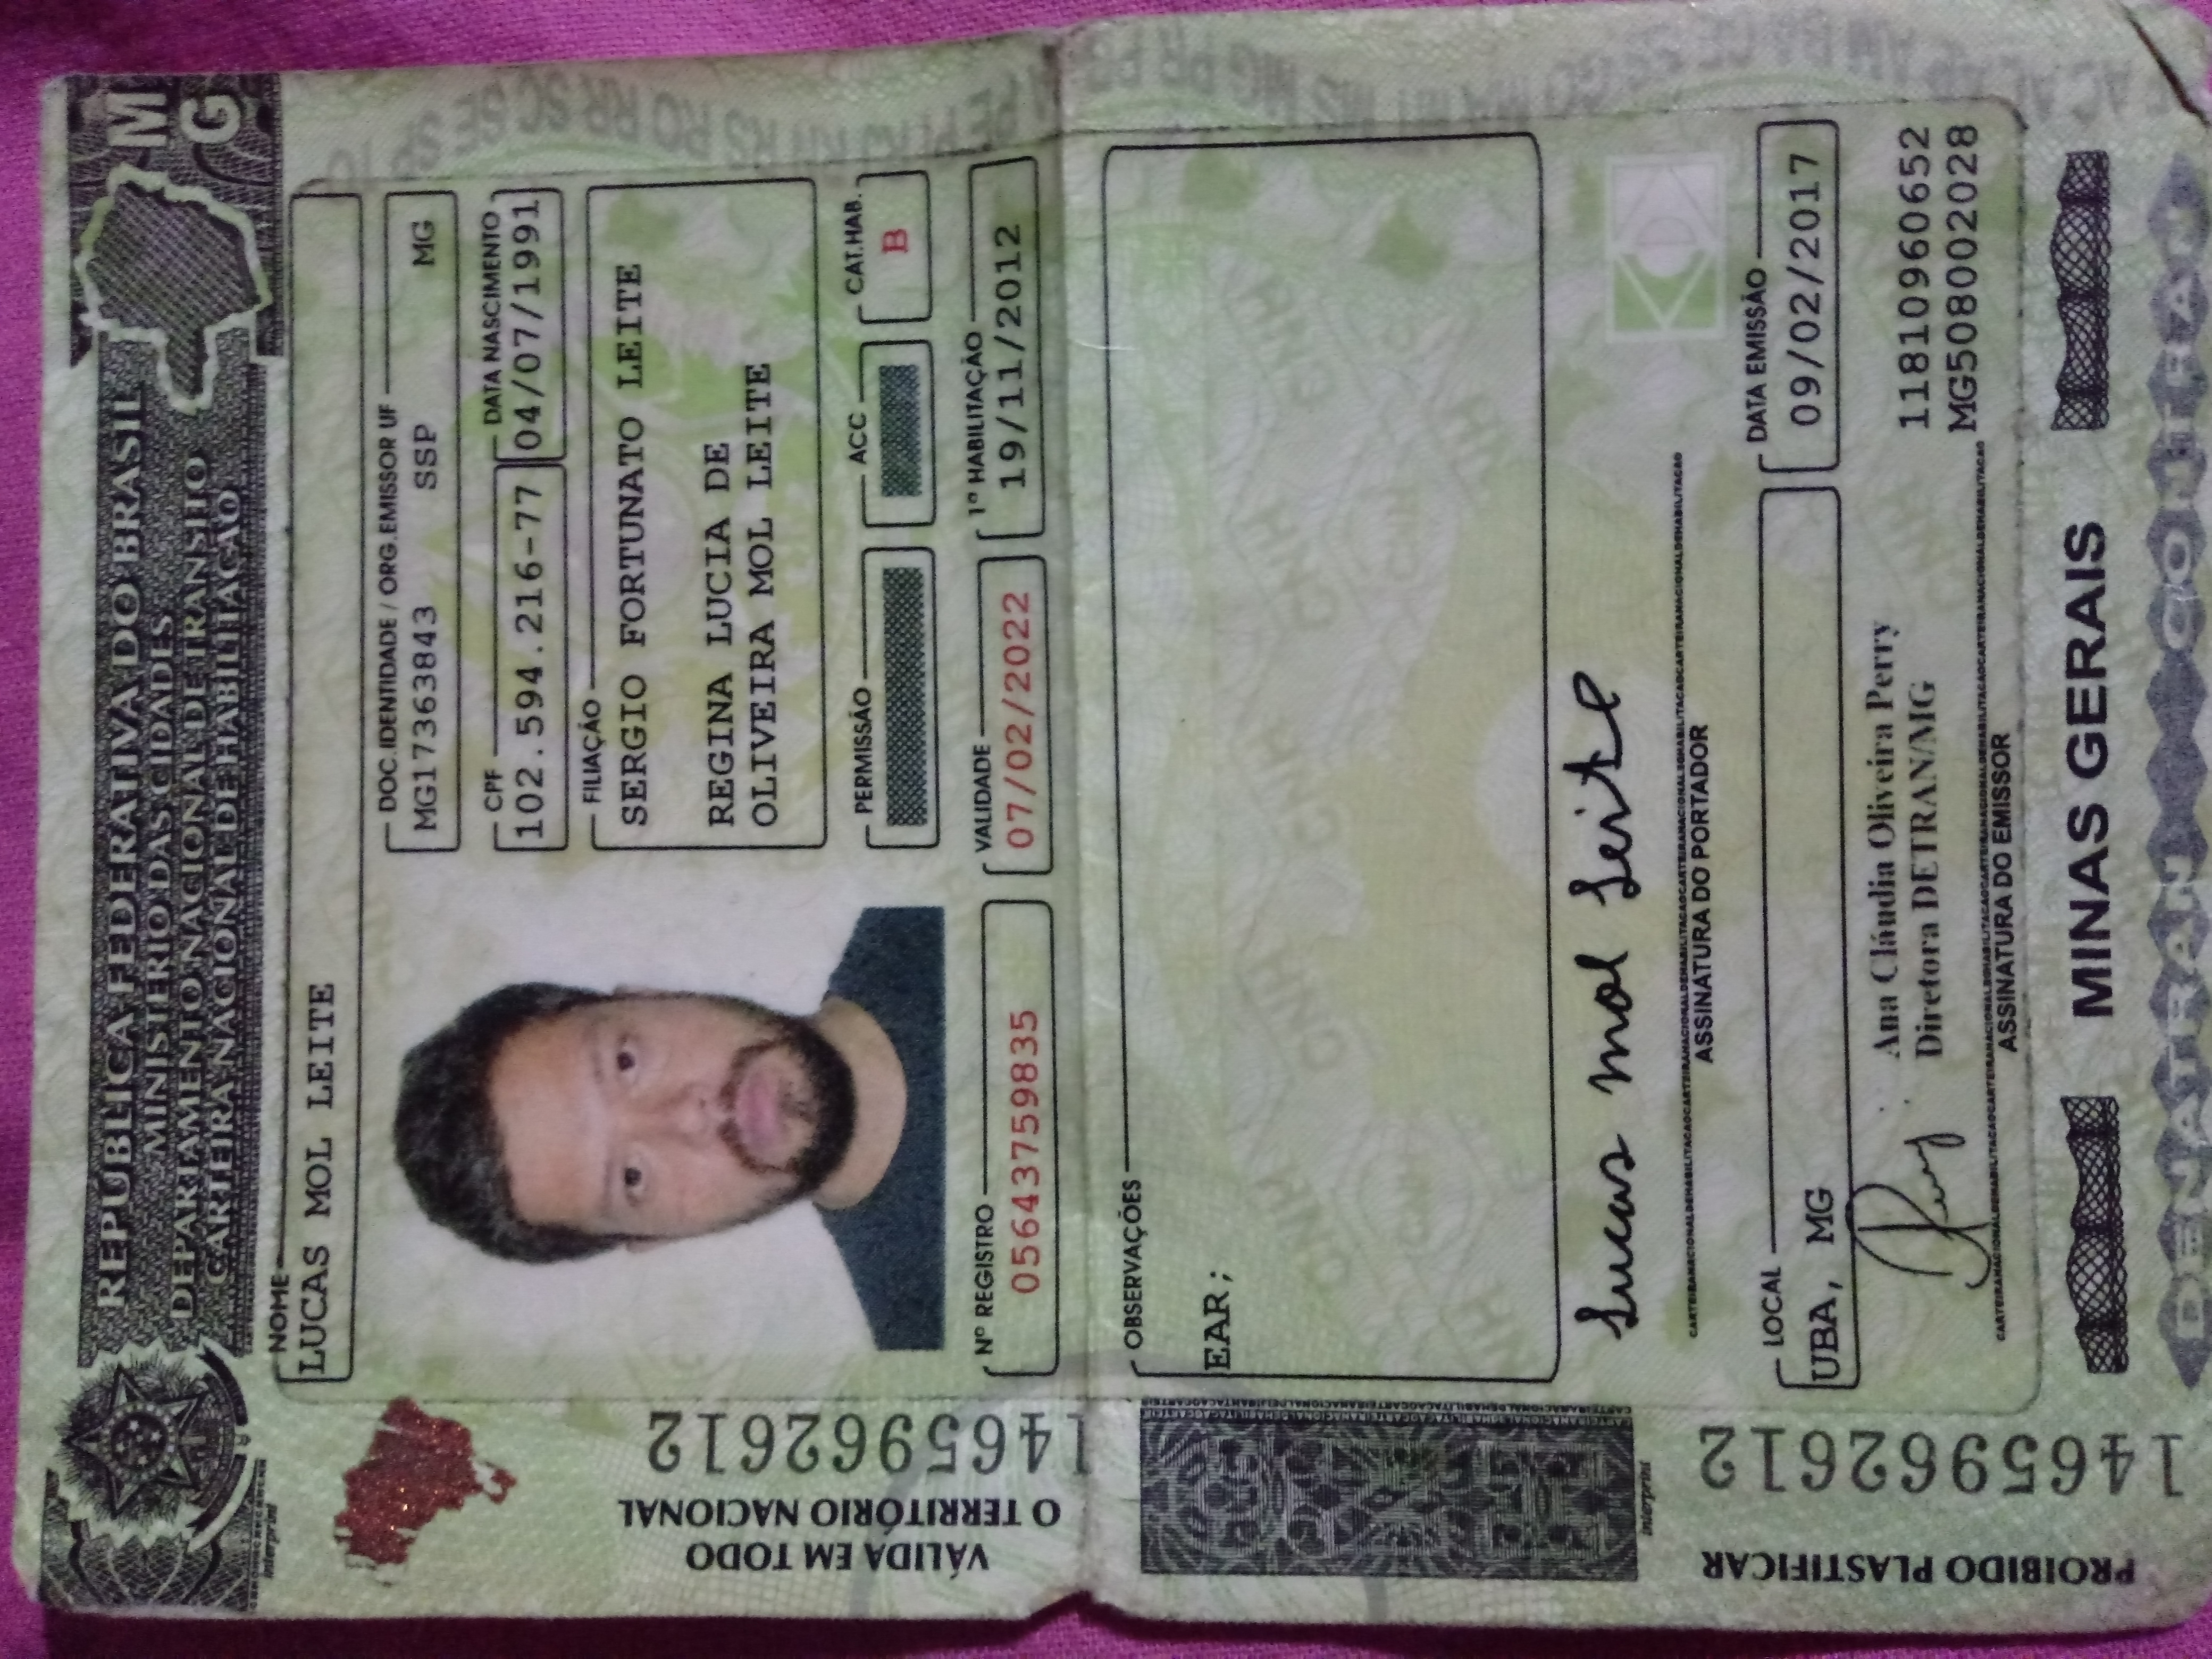 REPÚBLICA FEDERATIVA DO BRASIL
MINISTÉRIO DAS CIDADES
DEPARTAMENTO NACIONAL DE TRÂNSITO
CARTEIRA NACIONAL DE HABILITAÇÃO
MG
interprint
NOME
LUCAS MOL LEITE
DOC.IDENTIDADE / ORG.EMISSOR UF
MG17363843 SSP MG
CPF
102.594.216-77
DATA NASCIMENTO
04/07/1991
FILIAÇÃO
SERGIO FORTUNATO LEITE
REGINA LUCIA DE
OLIVEIRA MOL LEITE
PERMISSÃO
ACC
CAT.HAB.
B
Nº REGISTRO
05643759835
VALIDADE
07/02/2022
1ª HABILITAÇÃO
19/11/2012
VÁLIDA EM TODO
O TERRITÓRIO NACIONAL
1465962612
OBSERVAÇÕES
EAR;
interprint
Lucas Mol Leite
ASSINATURA DO PORTADOR
LOCAL
UBA, MG
DATA EMISSÃO
09/02/2017
Ana Cláudia Oliveira Perry
Diretora DETRAN/MG
11810960652
MG508002028
ASSINATURA DO EMISSOR
PROIBIDO PLASTIFICAR
1465962612
MINAS GERAIS
DENATRAN CONTRAN